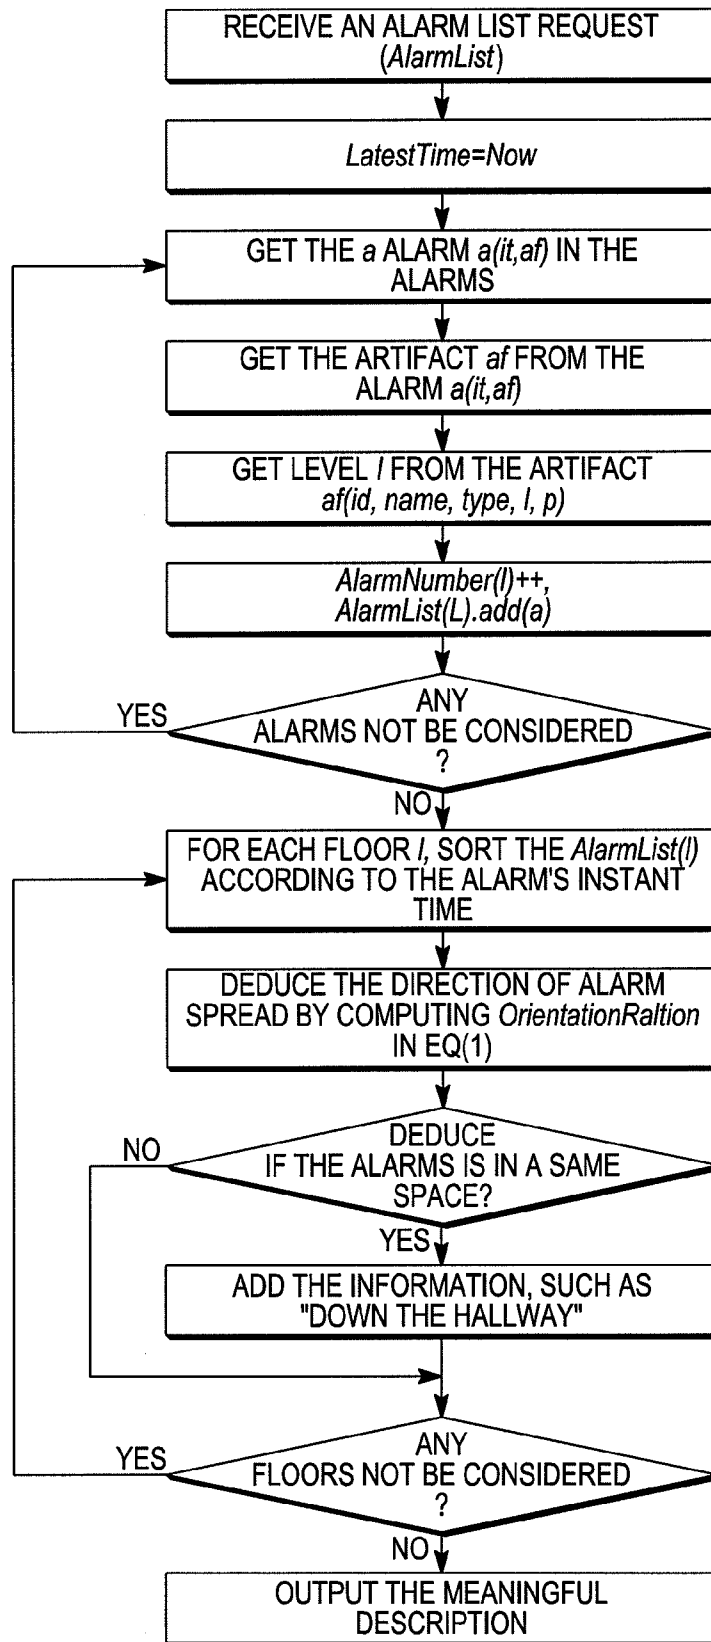 RECEIVE AN ALARM LIST REQUEST
(AlarmList)
LatestTime=Now
GET THE a ALARM a(it,af) IN THE
ALARMS
GET THE ARTIFACT af FROM THE
ALARM a(it,af)
GET LEVEL l FROM THE ARTIFACT
af(id, name, type, l, p)
AlarmNumber(l)++,
AlarmList(L).add(a)
ANY
YES
ALARMS NOT BE CONSIDERED
?
NO
FOR EACH FLOOR l, SORT THE AlarmList(l)
ACCORDING TO THE ALARM'S INSTANT
TIME
DEDUCE THE DIRECTION OF ALARM
SPREAD BY COMPUTING OrientationRaltion
IN EQ(1)
DEDUCE
NO
IF THE ALARMS IS IN A SAME
SPACE?
YES
ADD THE INFORMATION, SUCH AS
"DOWN THE HALLWAY"
ANY
YES
FLOORS NOT BE CONSIDERED
?
NO
OUTPUT THE MEANINGFUL
DESCRIPTION